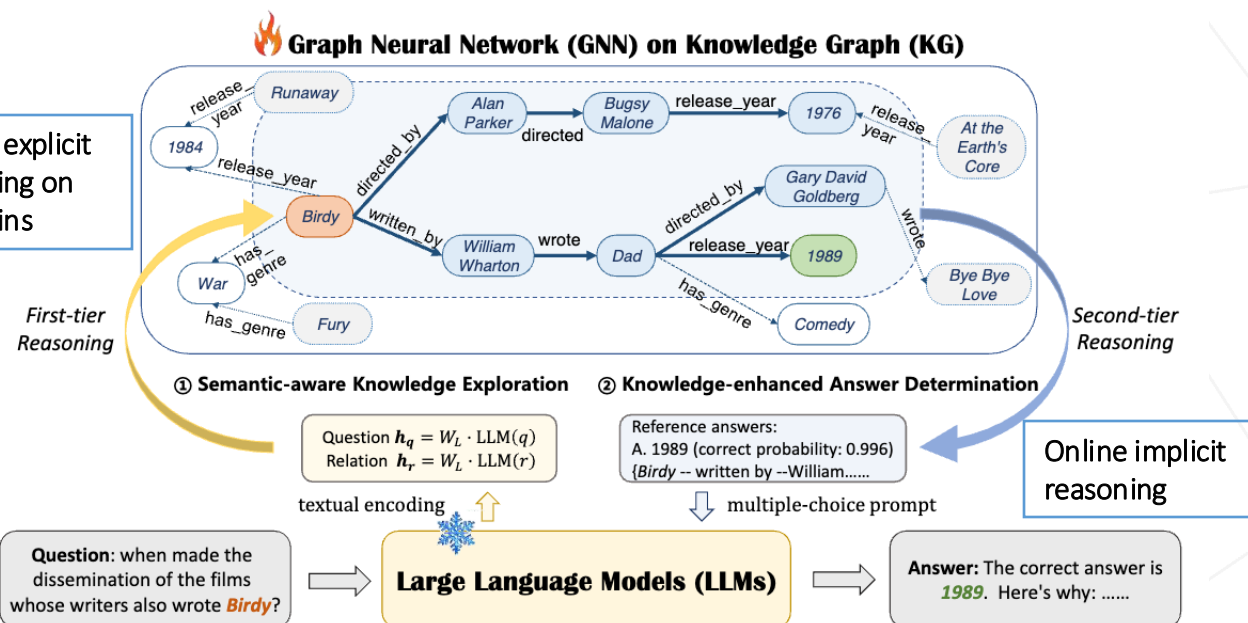 Graph Neural Network (GNN) on Knowledge Graph (KG)
release_
year
Runaway
1984
release_year
Birdy
directed_by
Alan
Parker
directed
Bugsy
Malone
release_year
1976
release_
year
At the
Earth's
Core
written_by
William
Wharton
wrote
Dad
directed_by
Gary David
Goldberg
release_year
1989
wrote
Bye Bye
Love
has_genre
Comedy
has_
genre
War
has_genre
Fury
explicit
ing on
ins
First-tier
Reasoning
Second-tier
Reasoning
① Semantic-aware Knowledge Exploration
② Knowledge-enhanced Answer Determination
Question h_q = W_L · LLM(q)
Relation h_r = W_L · LLM(r)
Reference answers:
A. 1989 (correct probability: 0.996)
{Birdy -- written by --William......
Online implicit
reasoning
textual encoding
multiple-choice prompt
Question: when made the
dissemination of the films
whose writers also wrote Birdy?
Large Language Models (LLMs)
Answer: The correct answer is
1989. Here's why: ......